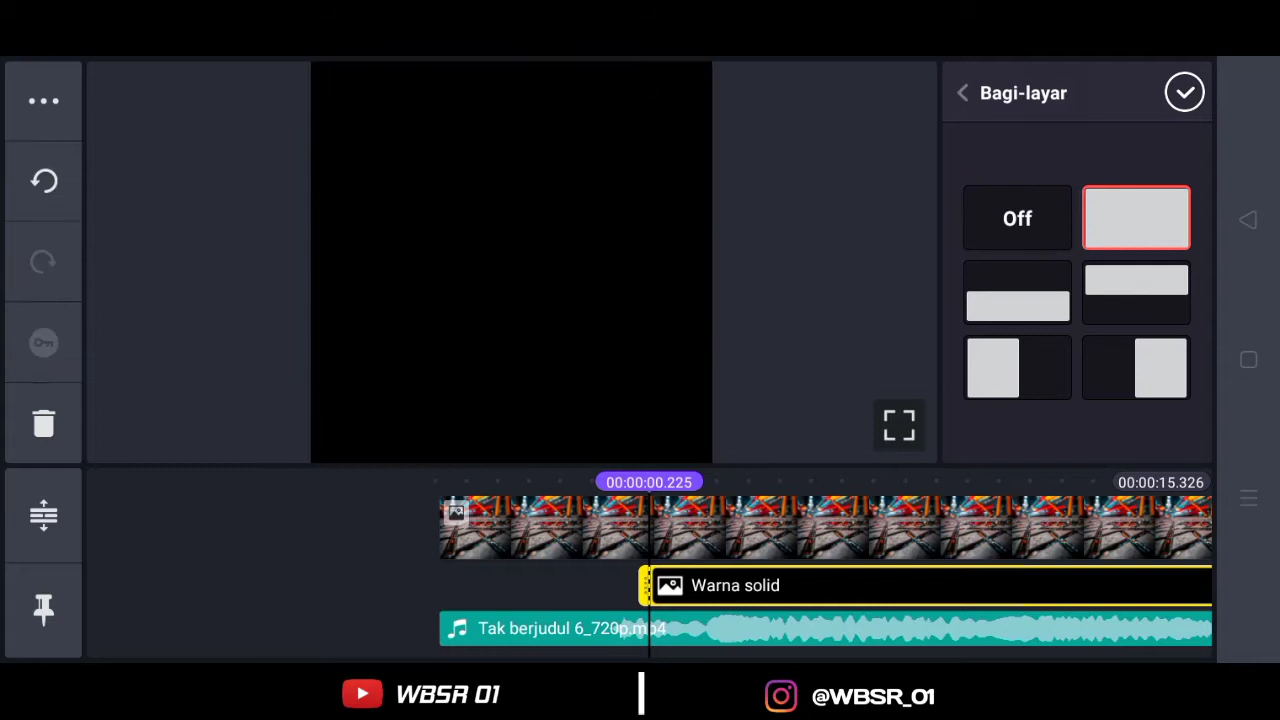 Bagi-layar
Off
00:00:00.225
00:00:15.326
Warna solid
Tak berjudul 6_720p.mp4
WBSR 01
@WBSR_01